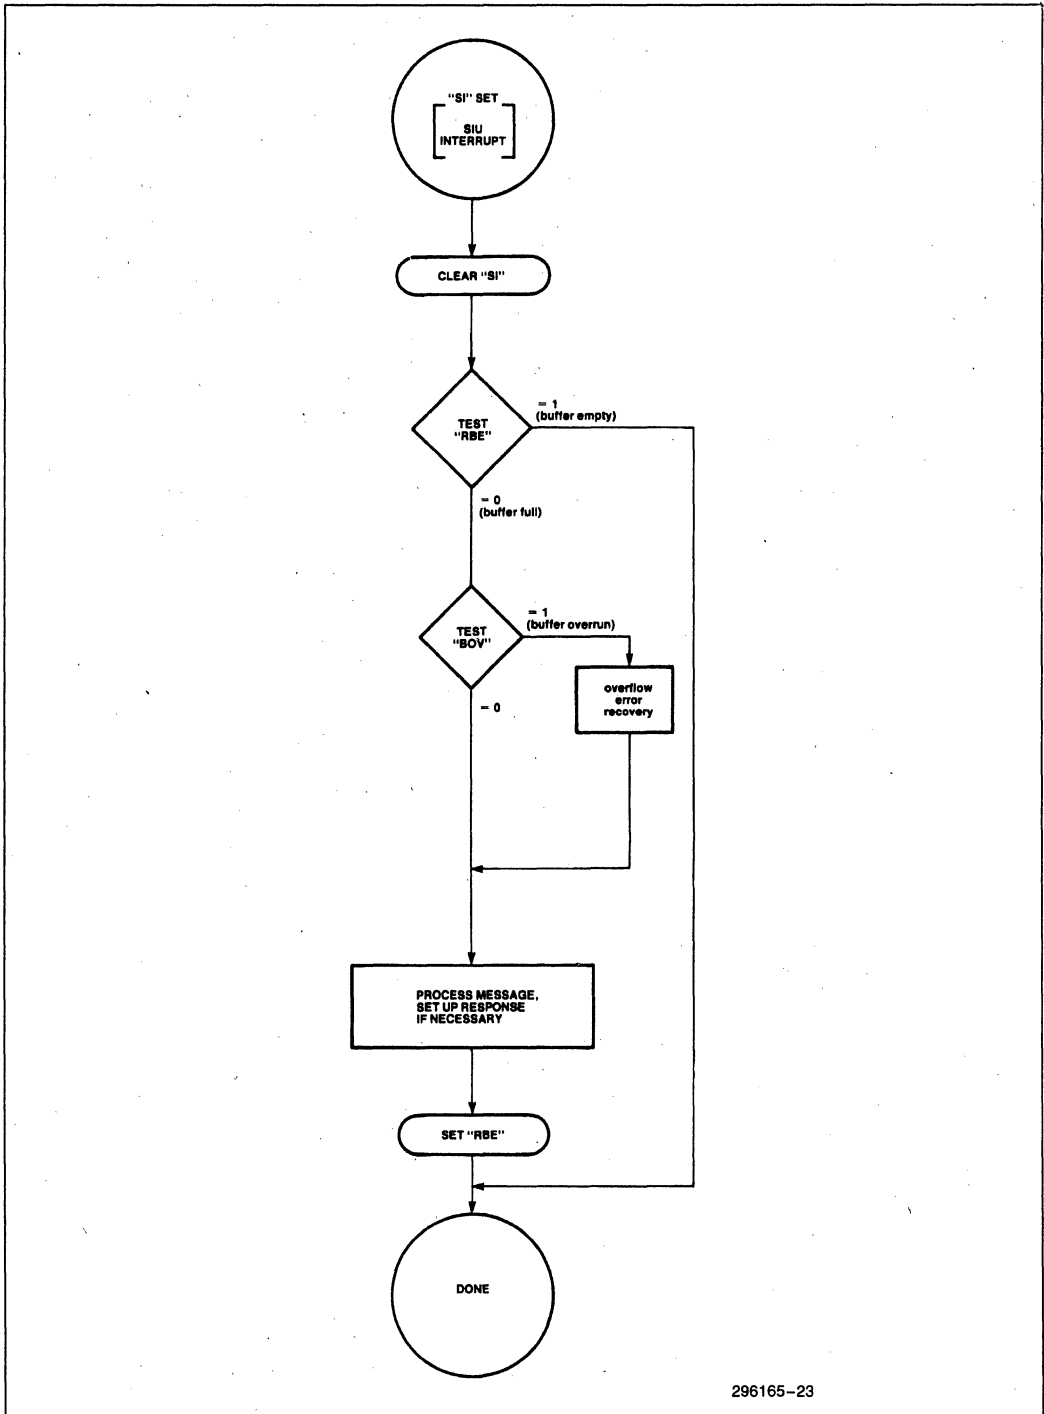 "SI" SET
SIU
INTERRUPT
CLEAR "SI"
TEST
"RBE"
= 1
(buffer empty)
= 0
(buffer full)
TEST
"BOV"
= 1
(buffer overrun)
overflow
error
recovery
= 0
PROCESS MESSAGE,
SET UP RESPONSE
IF NECESSARY
SET "RBE"
DONE
296165-23